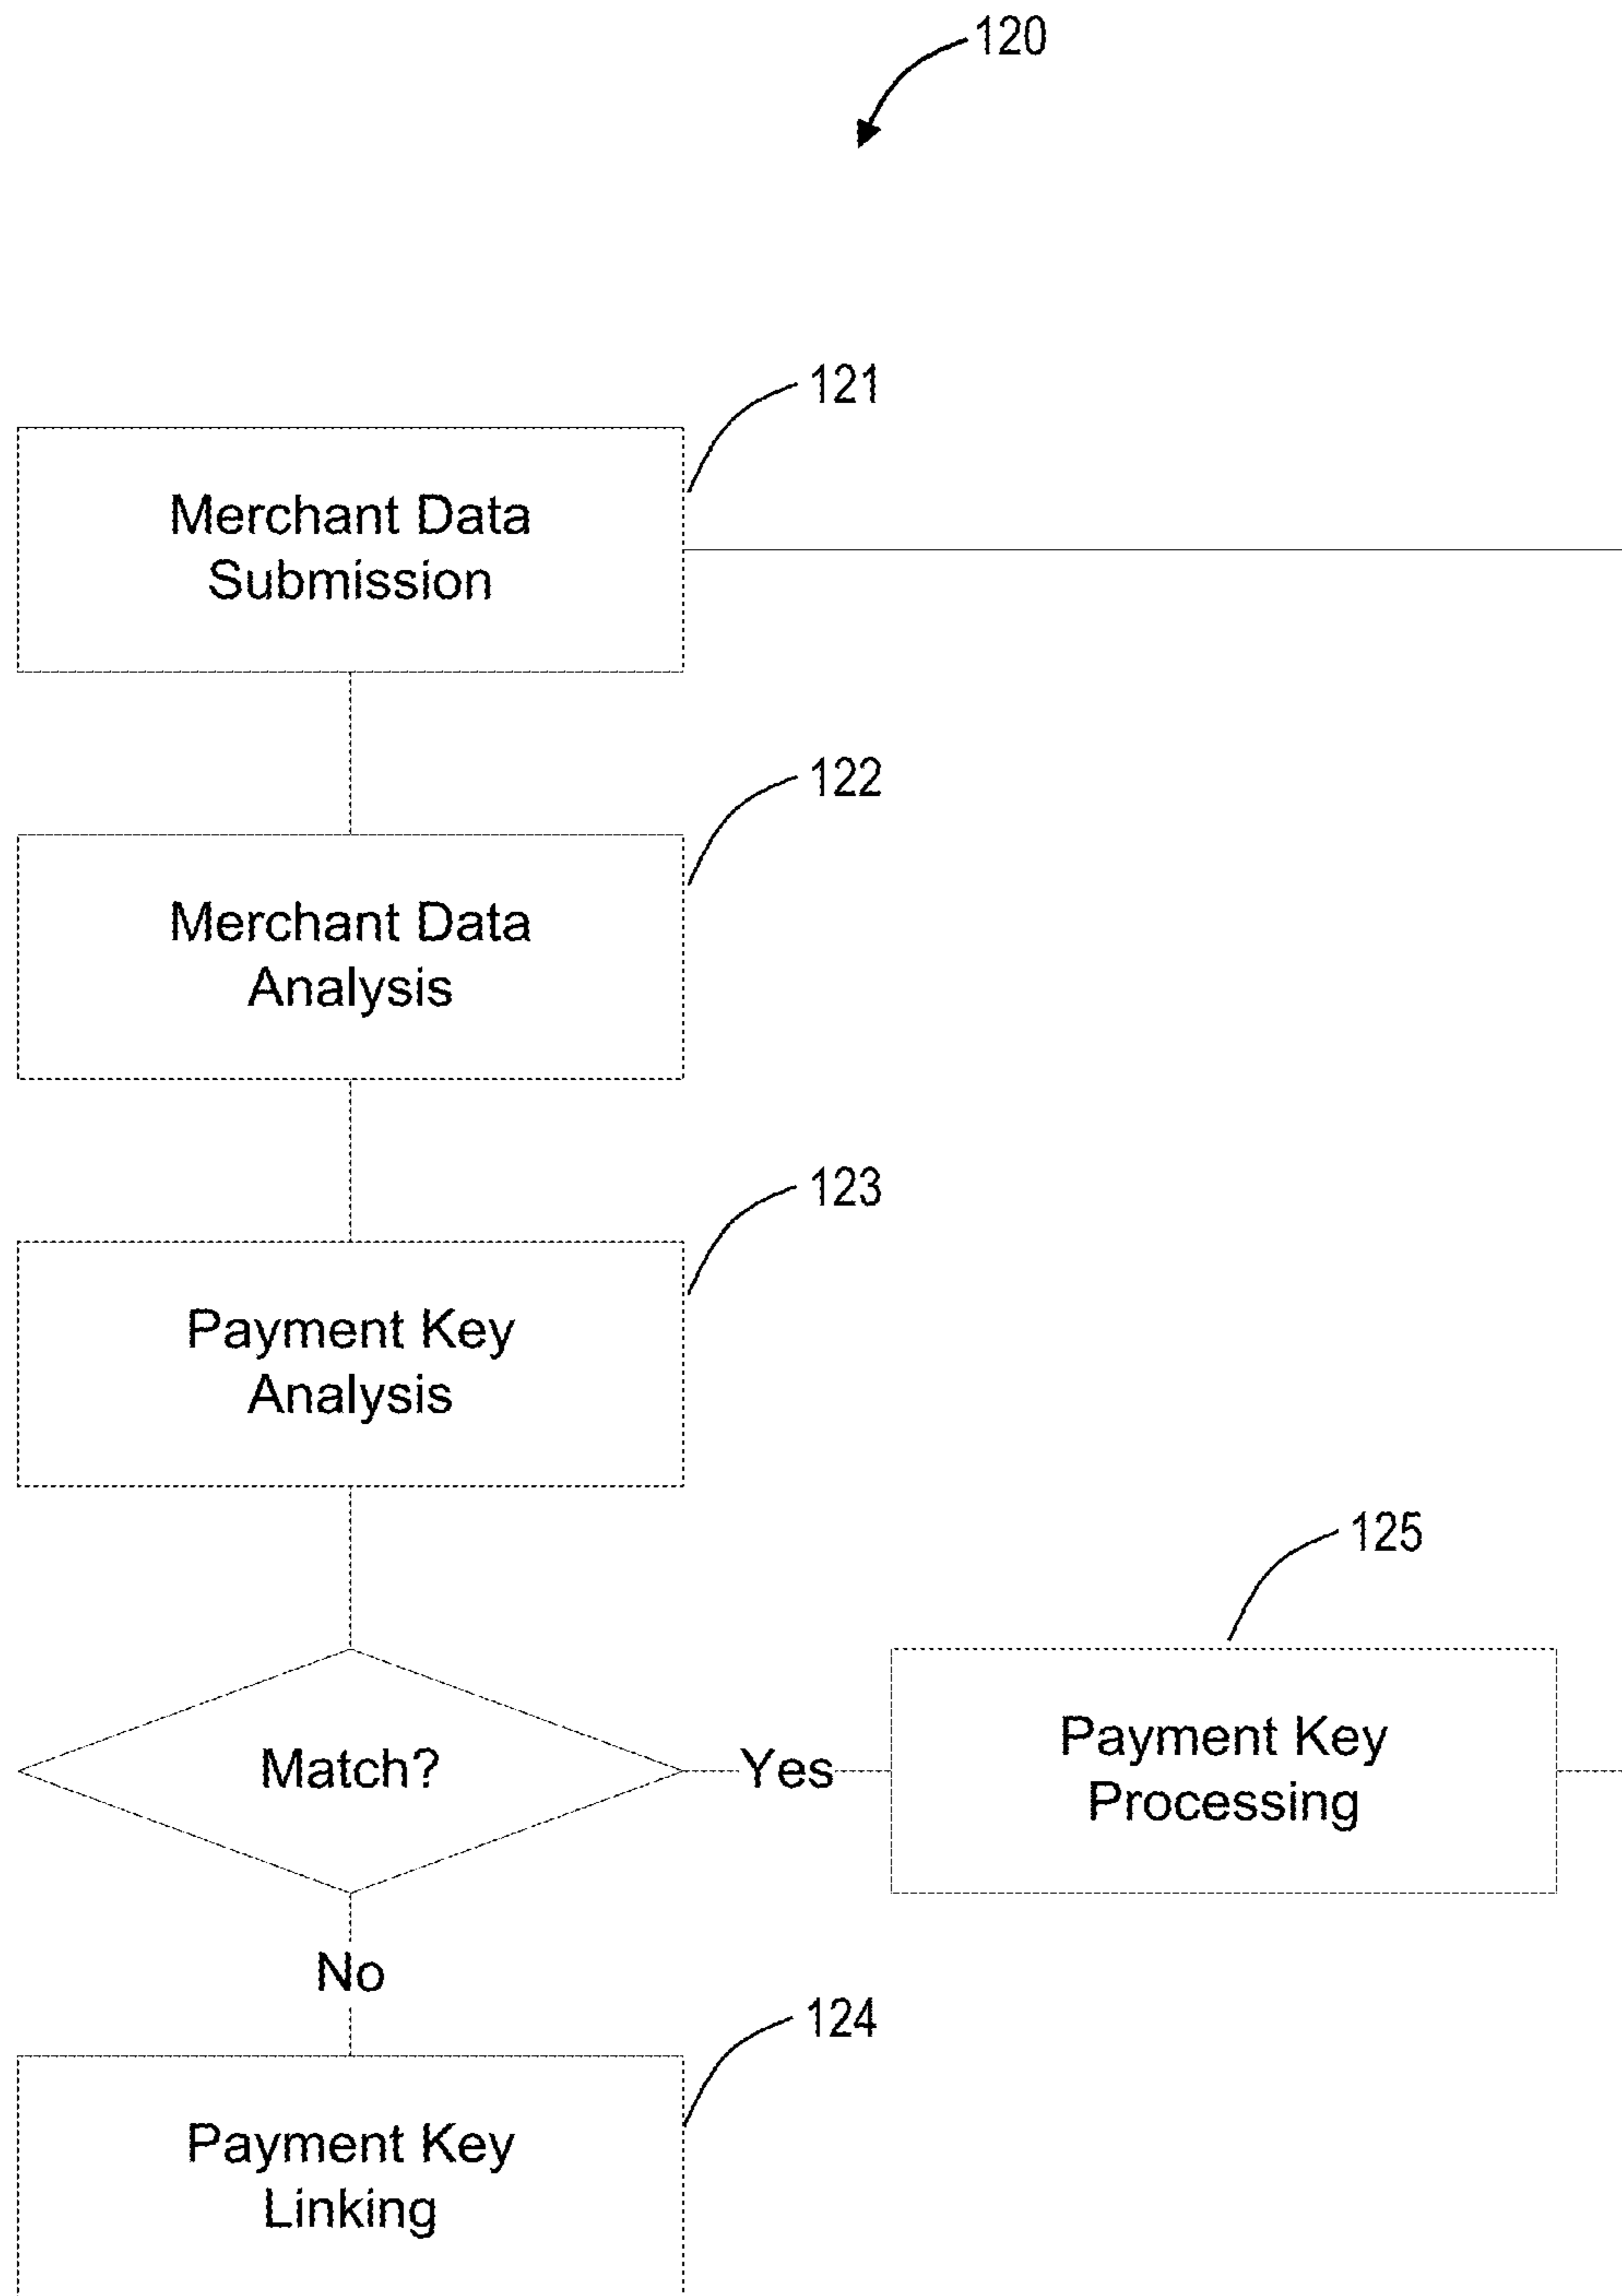 120
121
Merchant Data
Submission
122
Merchant Data
Analysis
123
Payment Key
Analysis
125
Match?
Yes
Payment Key
Processing
No
124
Payment Key
Linking